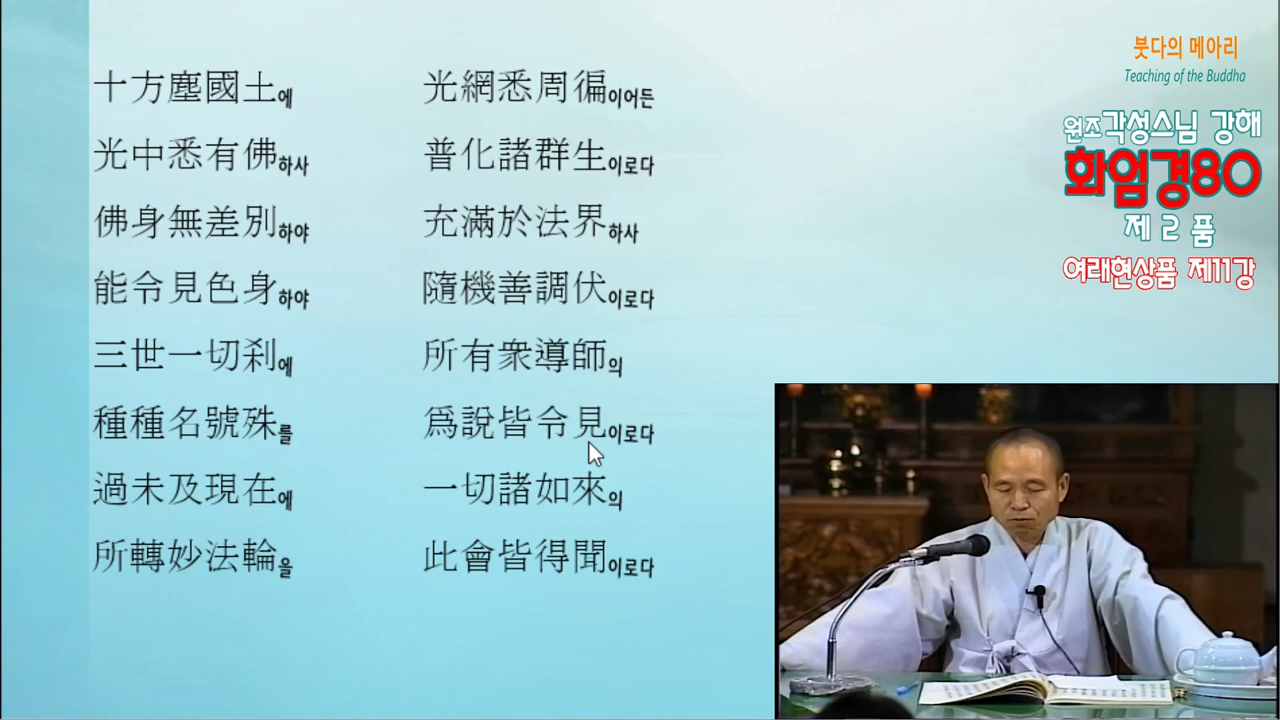 十方塵國土에 光網悉周徧이어든
光中悉有佛하사 普化諸群生이로다
佛身無差別하야 充滿於法界하사
能令見色身하야 隨機善調伏이로다
三世一切刹에 所有衆導師의
種種名號殊를 爲說皆令見이로다
過未及現在에 一切諸如來의
所轉妙法輪을 此會皆得聞이로다
붓다의 메아리
Teaching of the Buddha
원조각성스님 강해
화엄경80
제2품
여래현상품 제11강